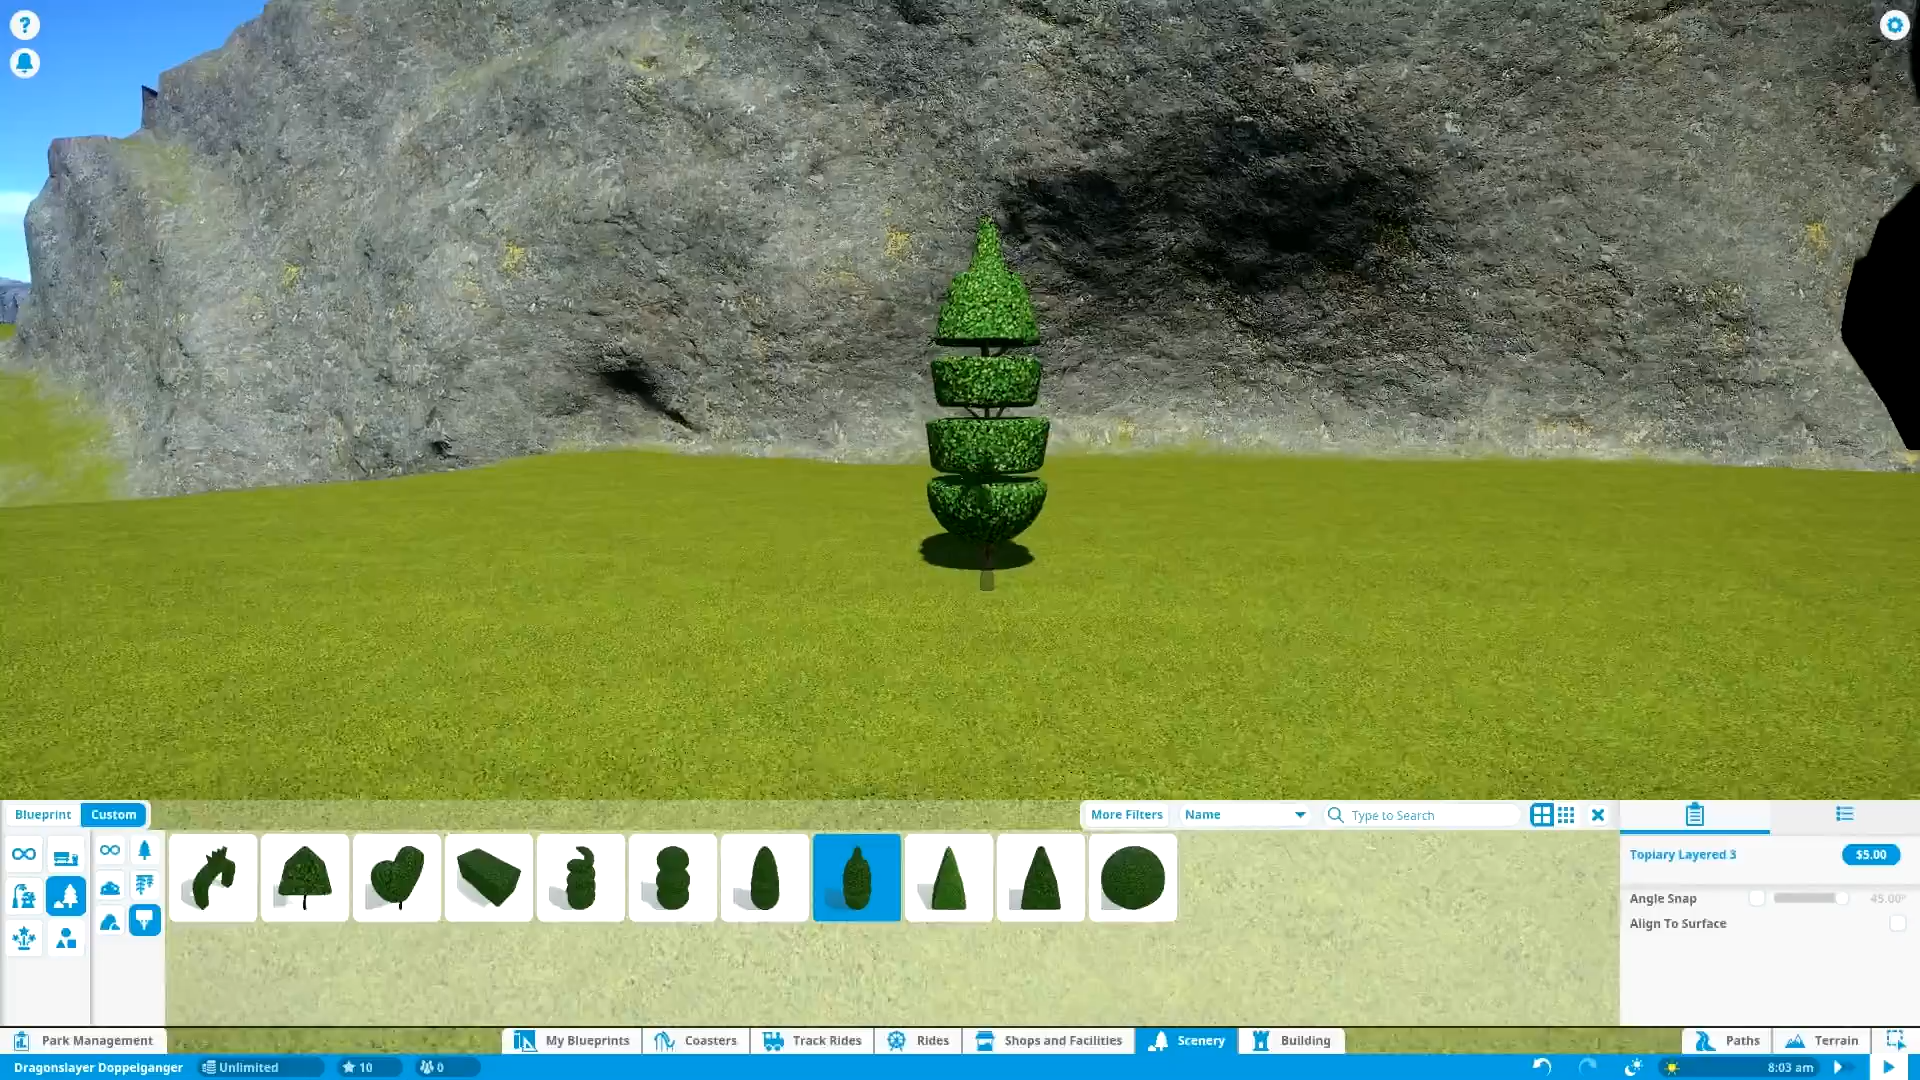 ?
Blueprint
Custom
More Filters
Name
Type to Search
Topiary Layered 3
$5.00
Angle Snap
45.00°
Align To Surface
Park Management
My Blueprints
Coasters
Track Rides
Rides
Shops and Facilities
Scenery
Building
Paths
Terrain
Dragonslayer Doppelganger
Unlimited
10
0
8:03 am